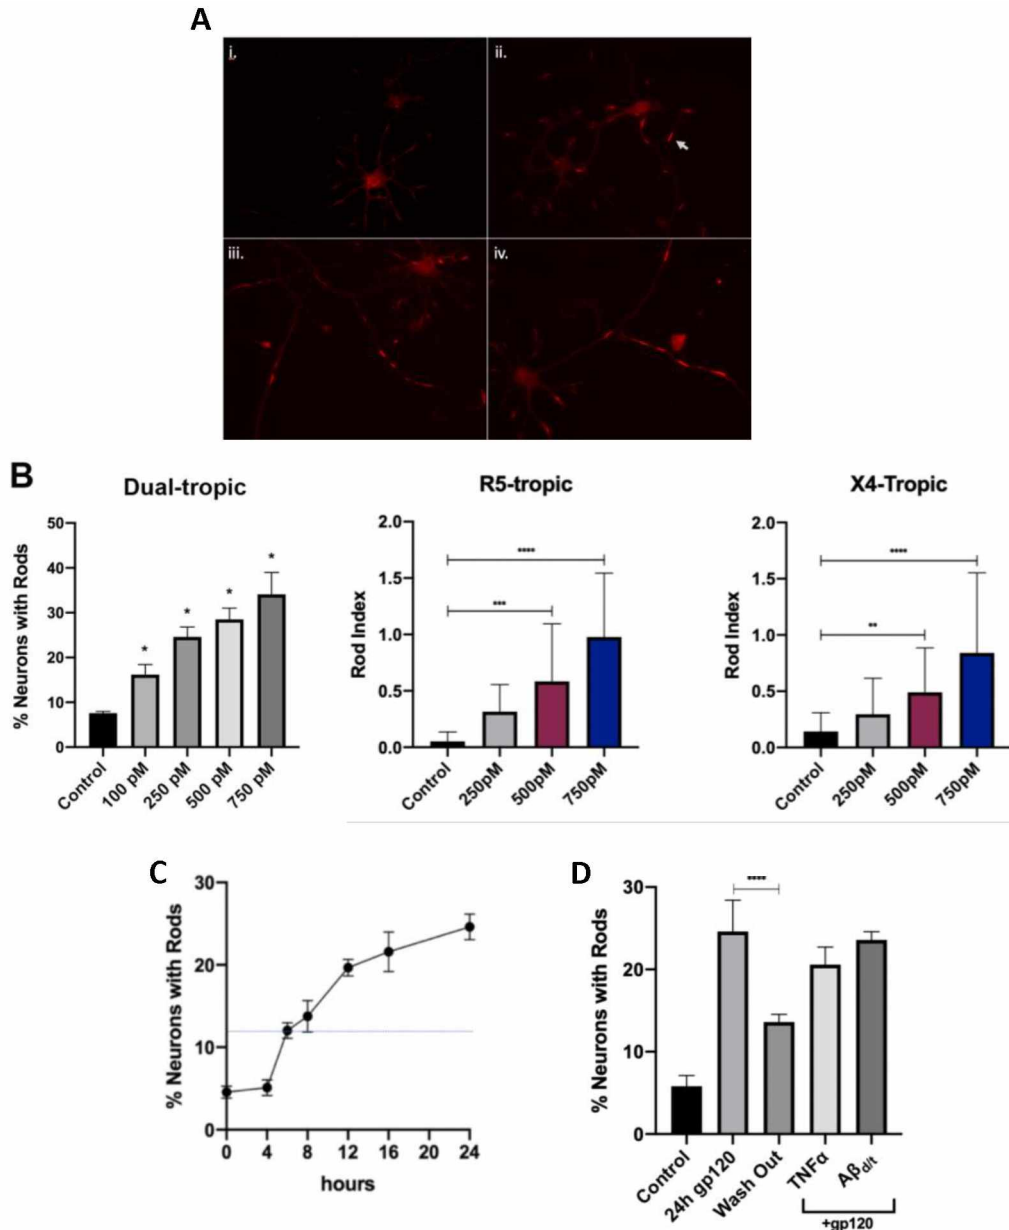 A
i.
ii.
iii.
iv.
B
Dual-tropic
% Neurons with Rods
50
40
30
20
10
0
Control
100 pM
250 pM
500 pM
750 pM
*
*
*
*
R5-tropic
Rod Index
2.0
1.5
1.0
0.5
0.0
Control
250pM
500pM
750pM
****
***
X4-Tropic
Rod Index
2.0
1.5
1.0
0.5
0.0
Control
250pM
500pM
750pM
****
**
C
% Neurons with Rods
30
20
10
0
0 4 8 12 16 20 24
hours
D
% Neurons with Rods
30
20
10
0
****
Control
24h gp120
Wash Out
TNFα
Aβd/t
+gp120